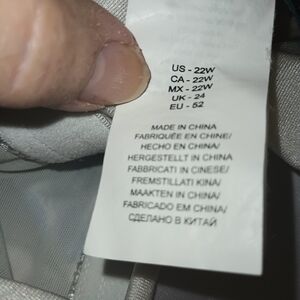 US - 22W
CA - 22W
MX - 22W
UK - 24
EU - 52
MADE IN CHINA
FABRIQUÉE EN CHINE/
HECHO EN CHINA/
HERGESTELLT IN CHINA
FABBRICATI IN CINESE/
FREMSTILLATI KINA/
MAAKTEN IN CHINA/
FABRICADO EM CHINA/
СДЕЛАНО В КИТАЙ